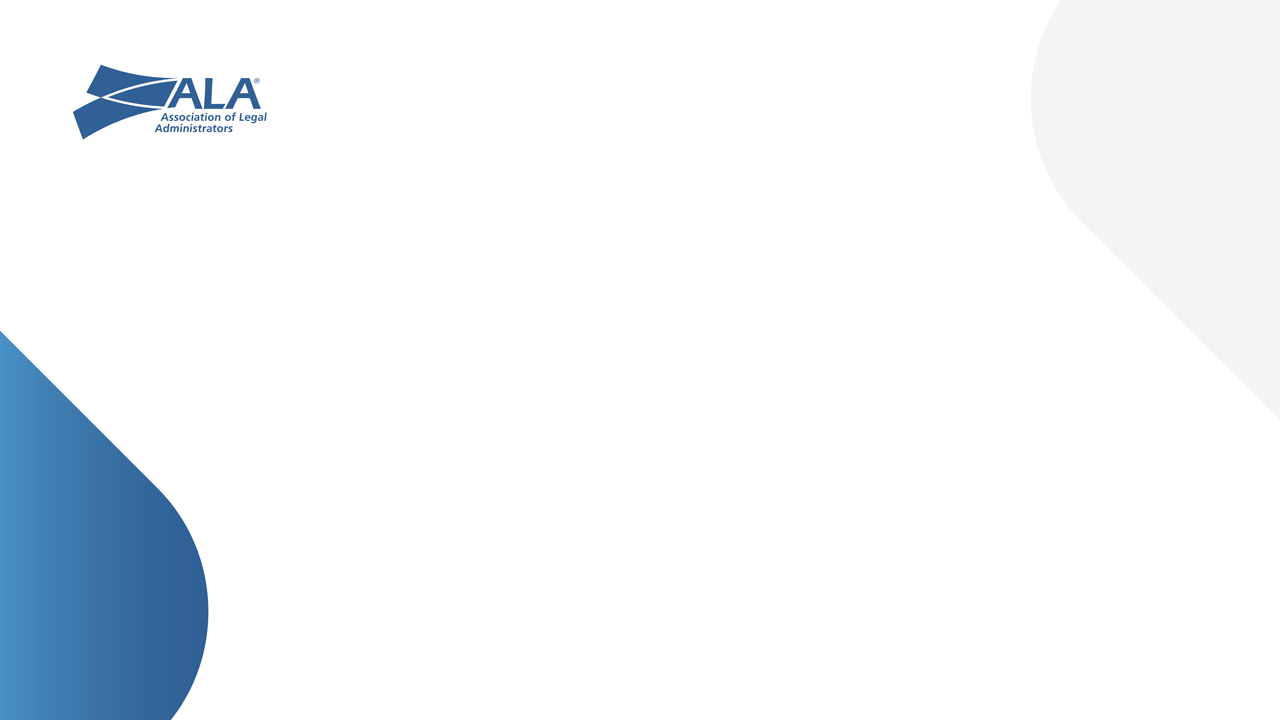 ALA®
Association of Legal
Administrators